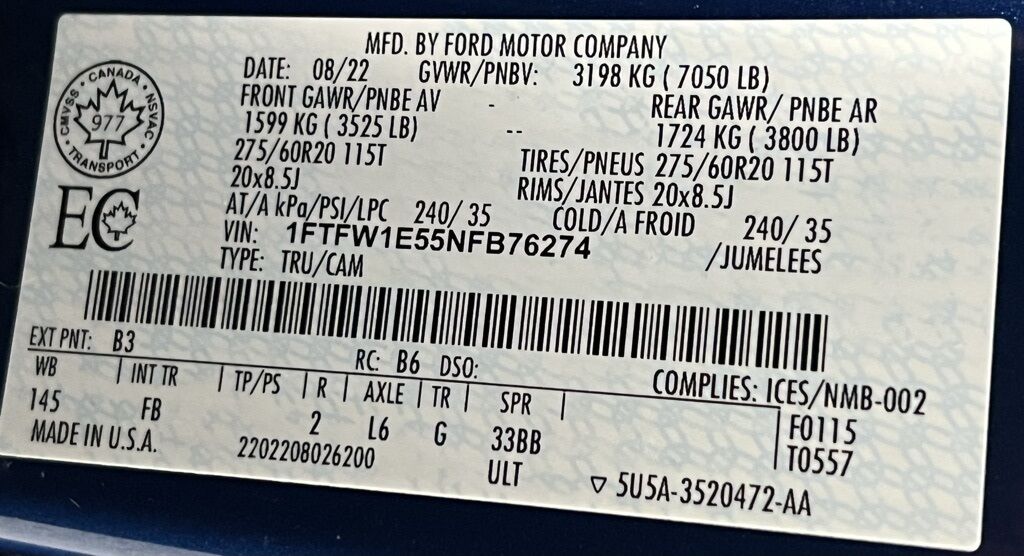 MFD. BY FORD MOTOR COMPANY
DATE: 08/22 GVWR/PNBV: 3198 KG ( 7050 LB)
FRONT GAWR/PNBE AV - REAR GAWR/ PNBE AR
1599 KG ( 3525 LB) -- 1724 KG ( 3800 LB)
275/60R20 115T TIRES/PNEUS 275/60R20 115T
20x8.5J RIMS/JANTES 20x8.5J
AT/A kPa/PSI/LPC 240/ 35 COLD/A FROID 240/ 35
VIN: 1FTFW1E55NFB76274 /JUMELEES
TYPE: TRU/CAM
CANADA · NSVAC · TRANSPORT · CMVSS ·
977
EC
EXT PNT: B3 RC: B6 DSO:
WB | INT TR | TP/PS | R | AXLE | TR | SPR | COMPLIES: ICES/NMB-002
145 FB 2 L6 G 33BB F0115
MADE IN U.S.A. 2202208026200 ULT T0557
▽ 5U5A-3520472-AA